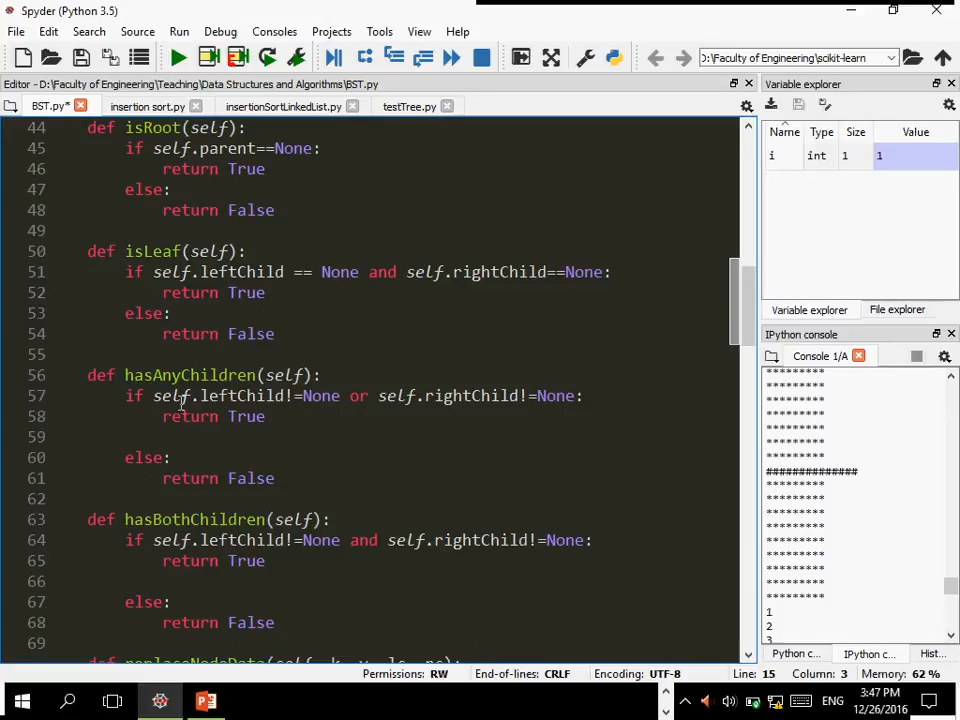 Spyder (Python 3.5)
File Edit Search Source Run Debug Consoles Projects Tools View Help
):\Faculty of Engineering\scikit-learn
Editor - D:\Faculty of Engineering\Teaching\Data Structures and Algorithms\BST.py
Variable explorer
BST.py* insertion sort.py insertionSortLinkedList.py testTree.py
Name Type Size Value
i int 1 1
44 def isRoot(self):
45 if self.parent==None:
46 return True
47 else:
48 return False
49
50 def isLeaf(self):
51 if self.leftChild == None and self.rightChild==None:
52 return True
53 else:
54 return False
55
56 def hasAnyChildren(self):
57 if self.leftChild!=None or self.rightChild!=None:
58 return True
59
60 else:
61 return False
62
63 def hasBothChildren(self):
64 if self.leftChild!=None and self.rightChild!=None:
65 return True
66
67 else:
68 return False
69
Variable explorer File explorer
IPython console
Console 1/A
*********
*********
*********
*********
*********
*********
*********
##############
*********
*********
*********
*********
*********
*********
*********
*********
*********
1
2
3
Python c... IPython c... Hist...
Permissions: RW End-of-lines: CRLF Encoding: UTF-8 Line: 15 Column: 3 Memory: 62 %
ENG
3:47 PM
12/26/2016